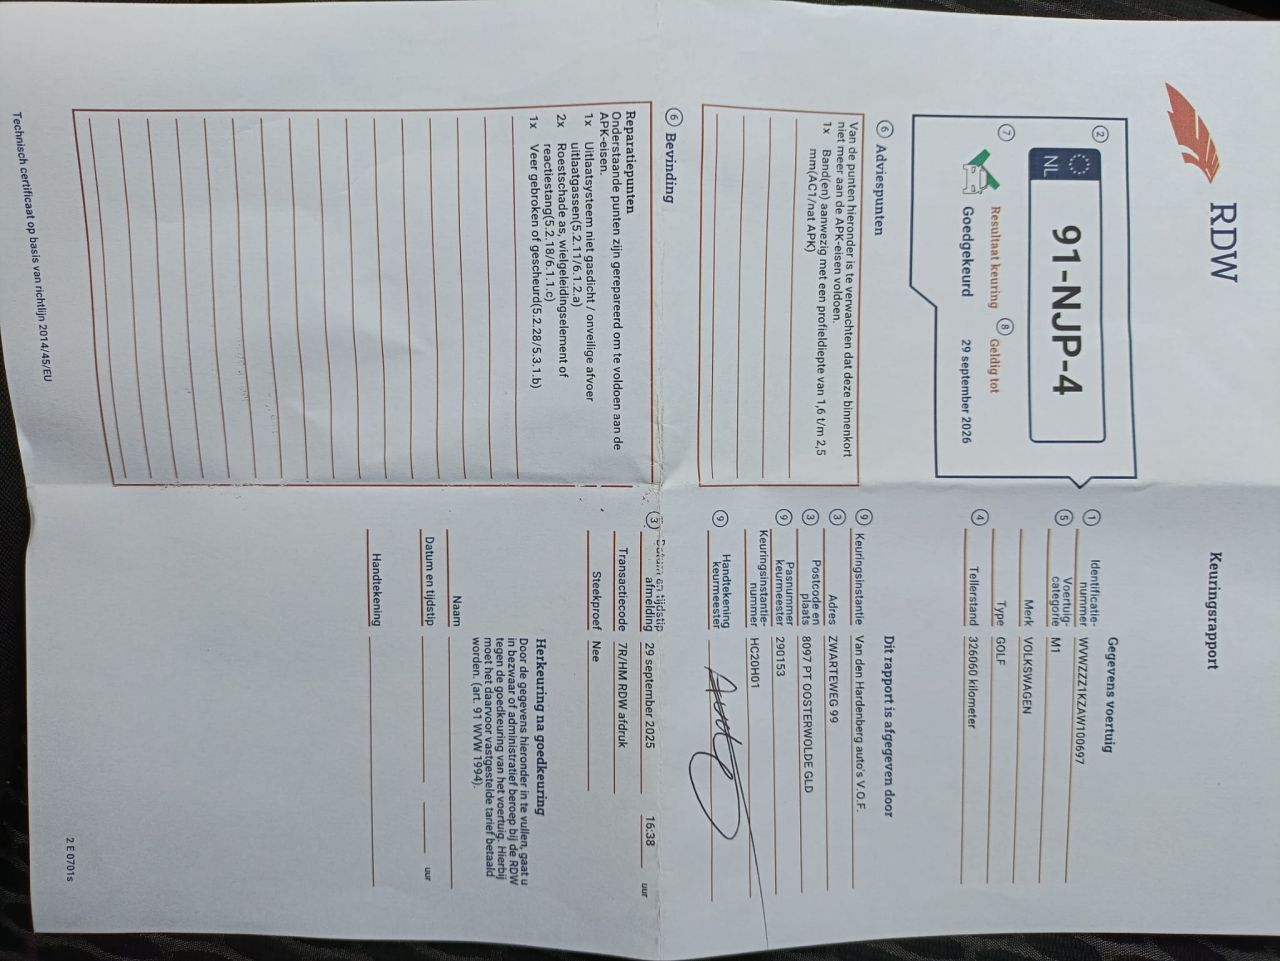 RDW
Keuringsrapport
2
NL
91-NJP-4
7
Resultaat keuring
Goedgekeurd
8
Geldig tot
29 september 2026
Gegevens voertuig
1 Identificatie-
nummer WVWZZZ1KZAW100697
5 Voertuig-
categorie M1
Merk VOLKSWAGEN
Type GOLF
4 Tellerstand 326060 kilometer
6 Adviespunten
Van de punten hieronder is te verwachten dat deze binnenkort
niet meer aan de APK-eisen voldoen.
1x Band(en) aanwezig met een profieldiepte van 1,6 t/m 2,5
mm(AC1/nat APK)
Dit rapport is afgegeven door
9 Keuringsinstantie Van den Hardenberg auto's V.O.F.
3 Adres ZWARTEWEG 99
3 Postcode en
plaats 8097 PT OOSTERWOLDE GLD
9 Pasnummer
keurmeester 290153
Keuringsinstantie-
nummer HC20H01
9 Handtekening
keurmeester
6 Bevinding
Reparatiepunten
Onderstaande punten zijn gerepareerd om te voldoen aan de
APK-eisen.
1x Uitlaatsysteem niet gasdicht / onveilige afvoer
uitlaatgassen(5.2.11/6.1.2.a)
2x Roestschade as, wielgeleidingselement of
reactiestang(5.2.18/6.1.1.c)
1x Veer gebroken of gescheurd(5.2.28/5.3.1.b)
3 Datum en tijdstip
afmelding 29 september 2025 16:38 uur
Transactiecode 7R/HM RDW afdruk
Steekproef Nee
Herkeuring na goedkeuring
Door de gegevens hieronder in te vullen, gaat u
in bezwaar of administratief beroep bij de RDW
tegen de goedkeuring van het voertuig. Hierbij
moet het daarvoor vastgestelde tarief betaald
worden. (art. 91 WVW 1994).
Naam
Datum en tijdstip uur
Handtekening
Technisch certificaat op basis van richtlijn 2014/45/EU
2 E 0701s